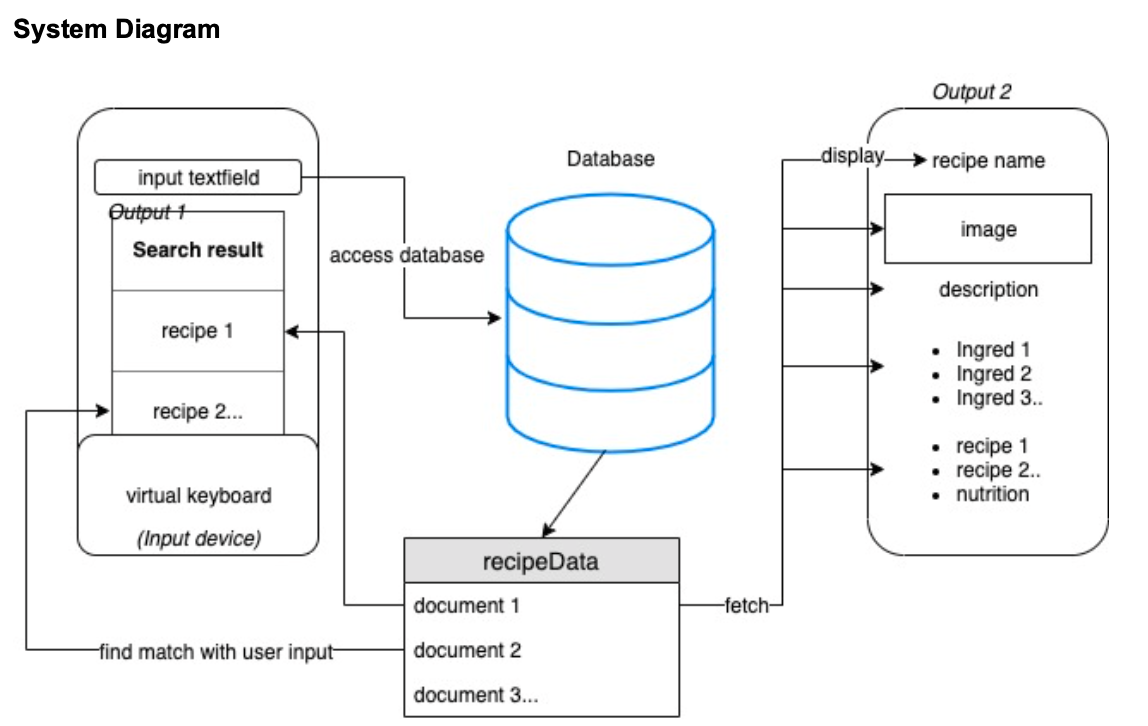 System Diagram
input textfield
Output 1
Search result
recipe 1
recipe 2...
virtual keyboard
(Input device)
access database
Database
recipeData
document 1
document 2
document 3...
find match with user input
fetch
display
Output 2
recipe name
image
description
• Ingred 1
• Ingred 2
• Ingred 3..
• recipe 1
• recipe 2..
• nutrition